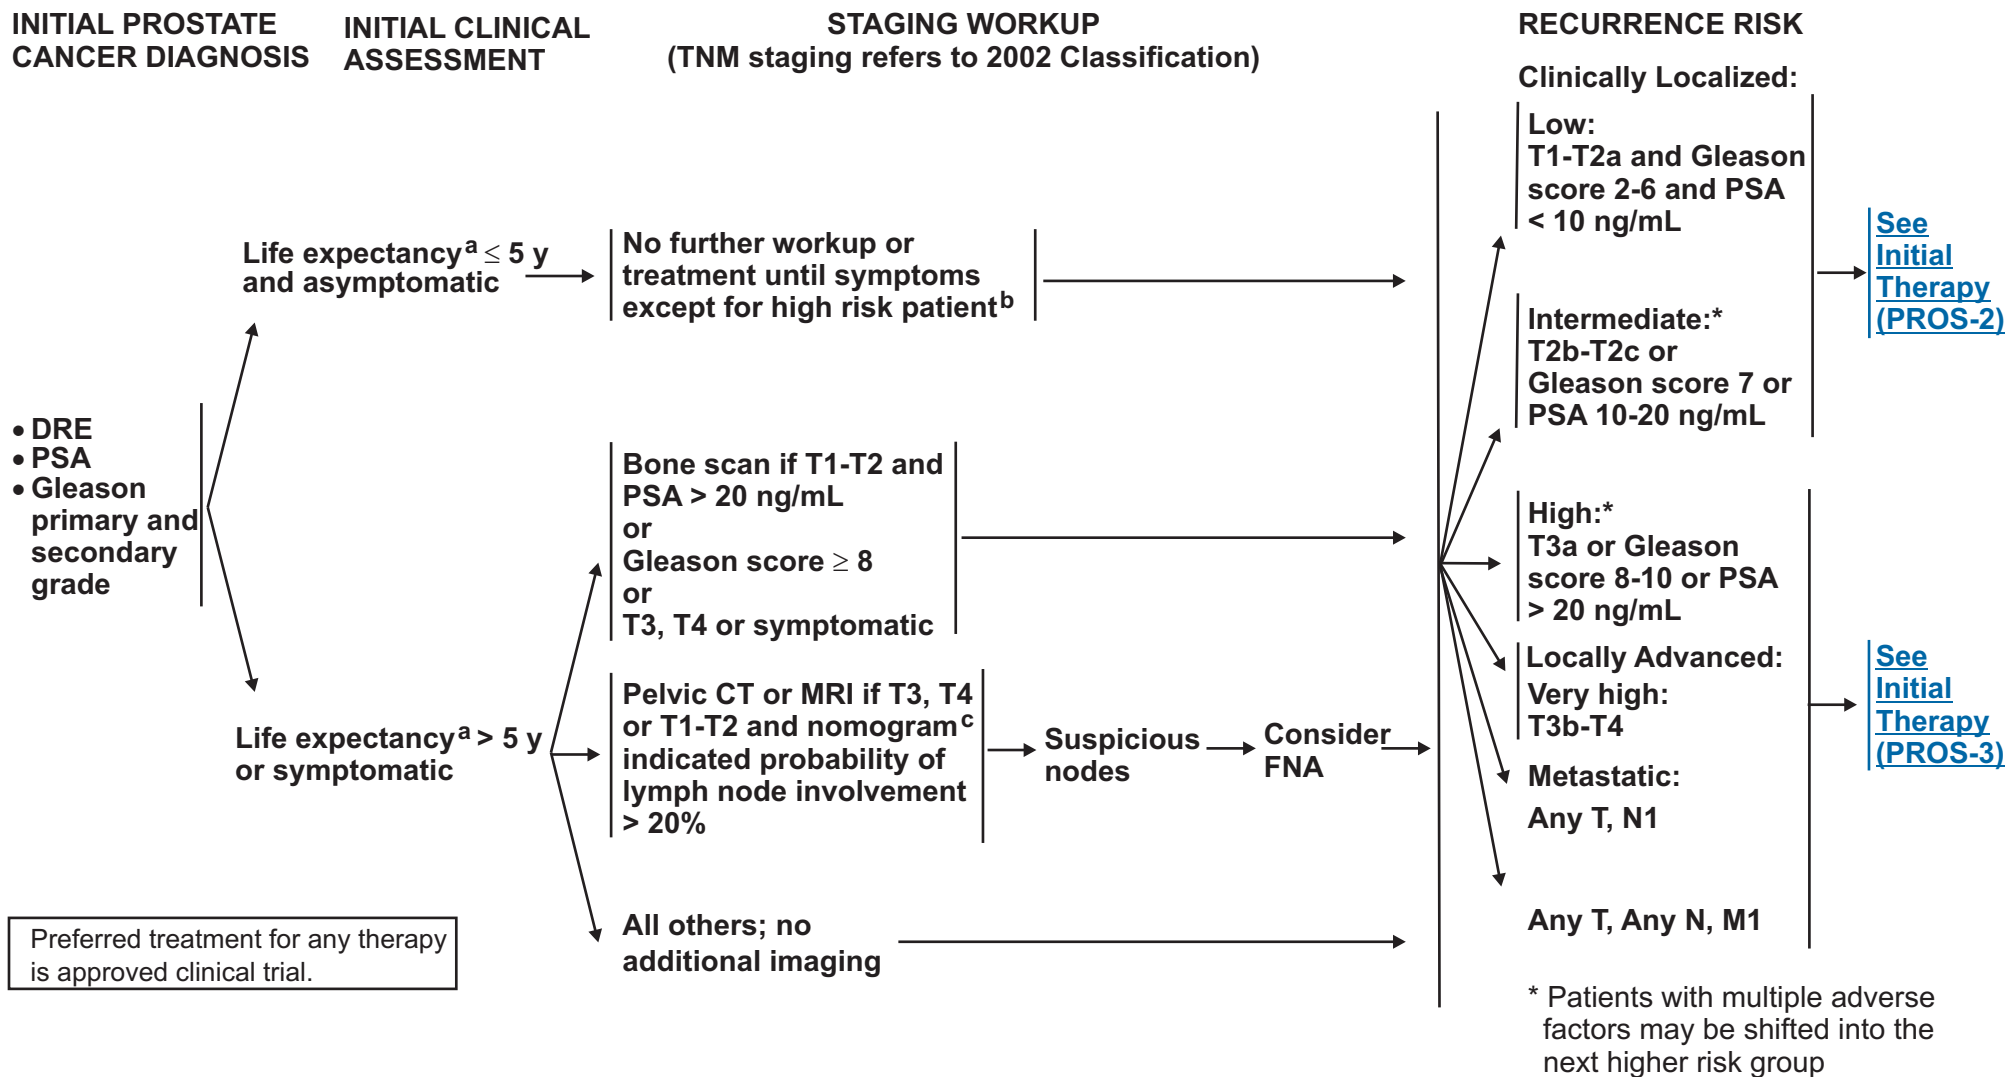 INITIAL PROSTATE
CANCER DIAGNOSIS
INITIAL CLINICAL
ASSESSMENT
STAGING WORKUP
(TNM staging refers to 2002 Classification)
RECURRENCE RISK
• DRE
• PSA
• Gleason
primary and
secondary
grade
Life expectancyᵃ ≤ 5 y
and asymptomatic
Life expectancyᵃ > 5 y
or symptomatic
No further workup or
treatment until symptoms
except for high risk patientᵇ
Bone scan if T1-T2 and
PSA > 20 ng/mL
or
Gleason score ≥ 8
or
T3, T4 or symptomatic
Pelvic CT or MRI if T3, T4
or T1-T2 and nomogramᶜ
indicated probability of
lymph node involvement
> 20%
Suspicious
nodes
Consider
FNA
All others; no
additional imaging
Clinically Localized:
Low:
T1-T2a and Gleason
score 2-6 and PSA
< 10 ng/mL
Intermediate:*
T2b-T2c or
Gleason score 7 or
PSA 10-20 ng/mL
High:*
T3a or Gleason
score 8-10 or PSA
> 20 ng/mL
Locally Advanced:
Very high:
T3b-T4
Metastatic:
Any T, N1
Any T, Any N, M1
See
Initial
Therapy
(PROS-2)
See
Initial
Therapy
(PROS-3)
Preferred treatment for any therapy
is approved clinical trial.
* Patients with multiple adverse
factors may be shifted into the
next higher risk group